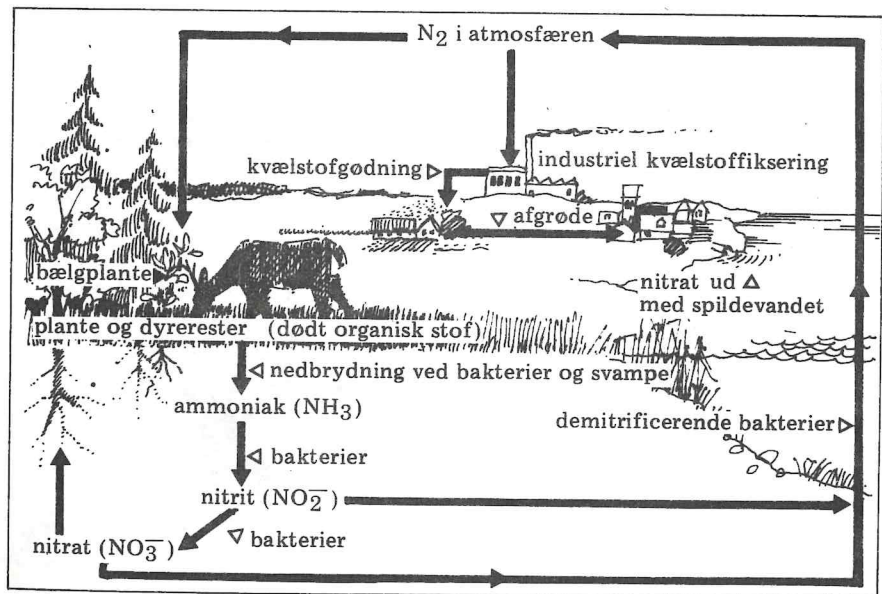 N₂ i atmosfæren
kvælstofgødning ▷
industriel kvælstoffiksering
▽ afgrøde
bælgplante
nitrat ud △
med spildevandet
plante og dyrerester (dødt organisk stof)
◁ nedbrydning ved bakterier og svampe
ammoniak (NH₃)
demitrificerende bakterier ▷
◁ bakterier
nitrit (NO₂⁻)
▽ bakterier
nitrat (NO₃⁻)